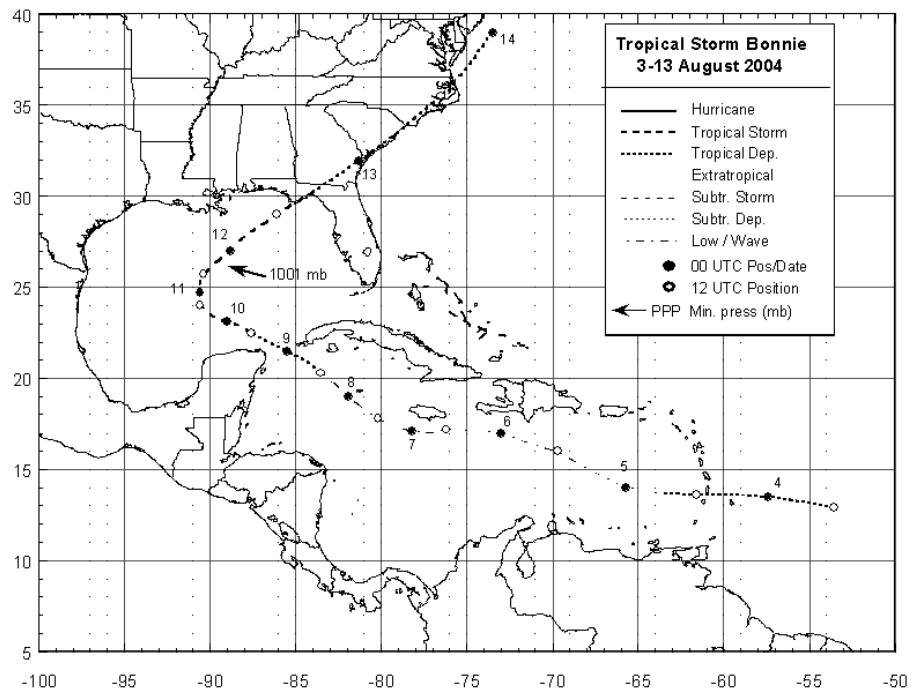 40
35
30
25
20
15
10
5
-100
-95
-90
-85
-80
-75
-70
-65
-60
-55
-50
Tropical Storm Bonnie
3-13 August 2004
Hurricane
Tropical Storm
Tropical Dep.
Extratropical
Subtr. Storm
Subtr. Dep.
Low / Wave
00 UTC Pos/Date
12 UTC Position
PPP Min. press (mb)
14
13
12
1001 mb
11
10
9
8
7
6
5
4